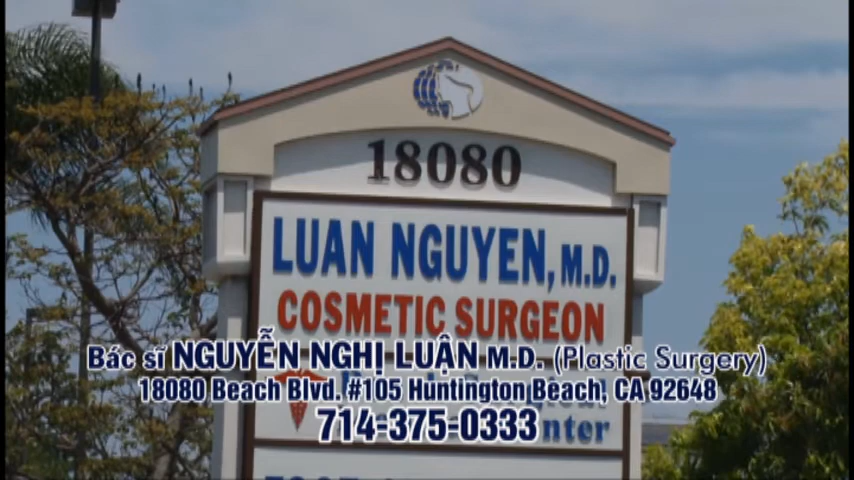 18080
LUAN NGUYEN, M.D.
COSMETIC SURGEON
Bác sĩ NGUYỄN NGHỊ LUẬN M.D. (Plastic Surgery)
18080 Beach Blvd. #105 Huntington Beach, CA 92648
714-375-0333